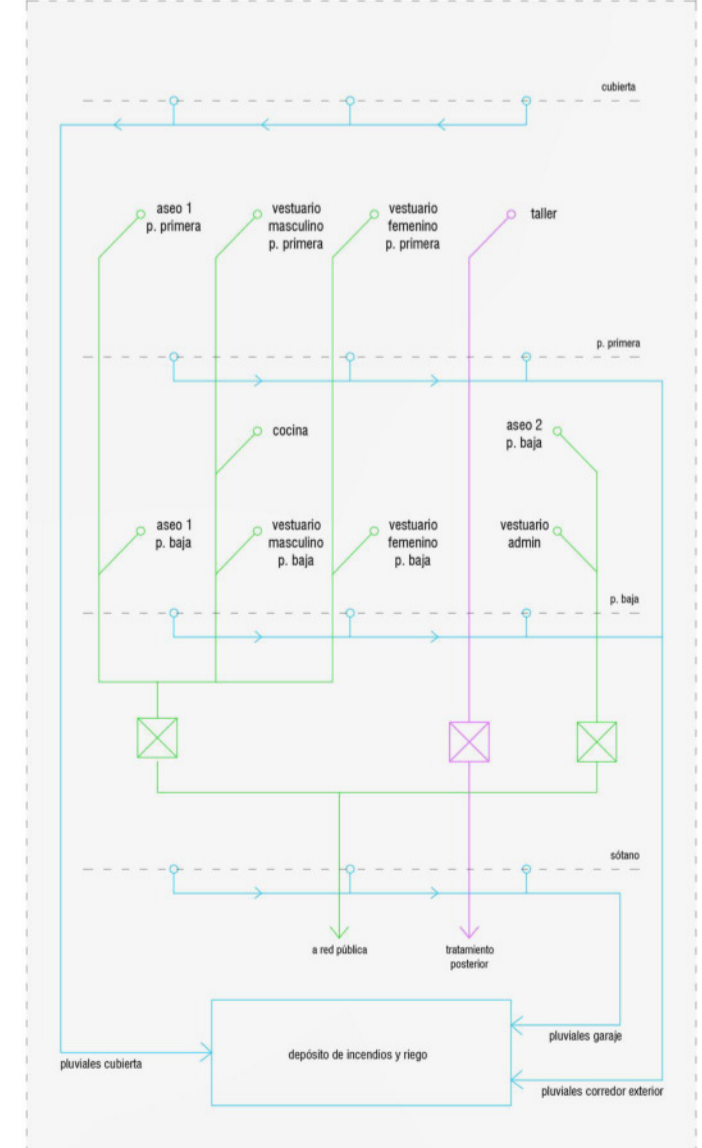 cubierta
aseo 1
p. primera
vestuario
masculino
p. primera
vestuario
femenino
p. primera
taller
p. primera
cocina
aseo 2
p. baja
aseo 1
p. baja
vestuario
masculino
p. baja
vestuario
femenino
p. baja
vestuario
admin
p. baja
sótano
a red pública
tratamiento
posterior
pluviales garaje
depósito de incendios y riego
pluviales cubierta
pluviales corredor exterior